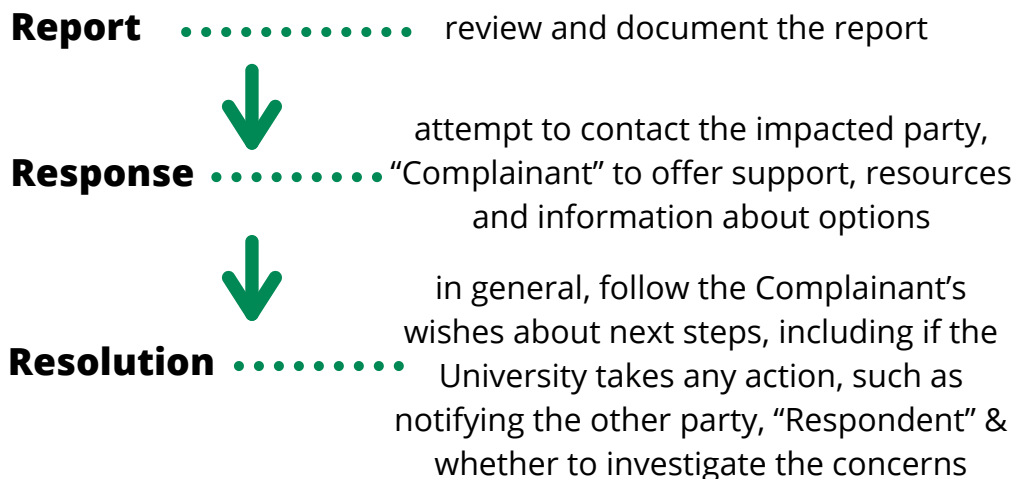 Report review and document the report
attempt to contact the impacted party,
Response “Complainant” to offer support, resources
and information about options
in general, follow the Complainant’s
wishes about next steps, including if the
Resolution
University takes any action, such as
notifying the other party, “Respondent” &
whether to investigate the concerns